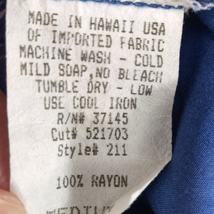 MADE IN HAWAII USA
OF IMPORTED FABRIC
MACHINE WASH - COLD
MILD SOAP,NO BLEACH
TUMBLE DRY - LOW
USE COOL IRON
R/N# 37145
Cut# 521703
Style# 211
100% RAYON
MEDIUM